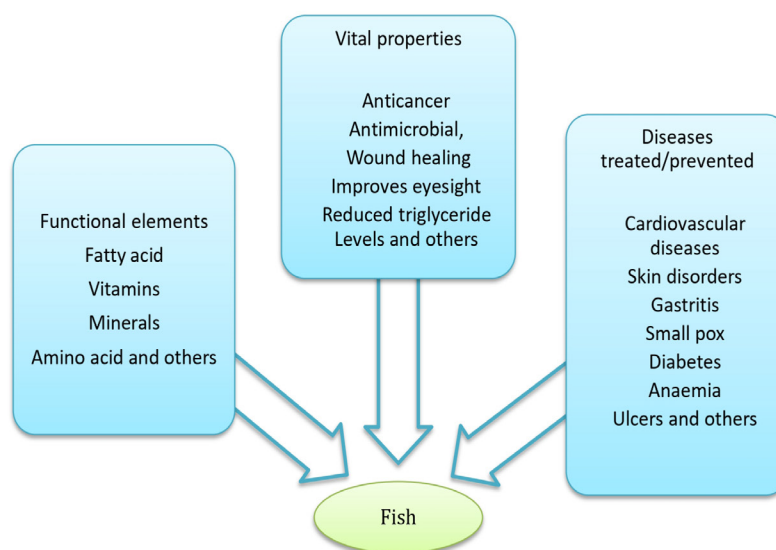 Functional elements
Fatty acid
Vitamins
Minerals
Amino acid and others
Vital properties
Anticancer
Antimicrobial,
Wound healing
Improves eyesight
Reduced triglyceride
Levels and others
Diseases
treated/prevented
Cardiovascular
diseases
Skin disorders
Gastritis
Small pox
Diabetes
Anaemia
Ulcers and others
Fish